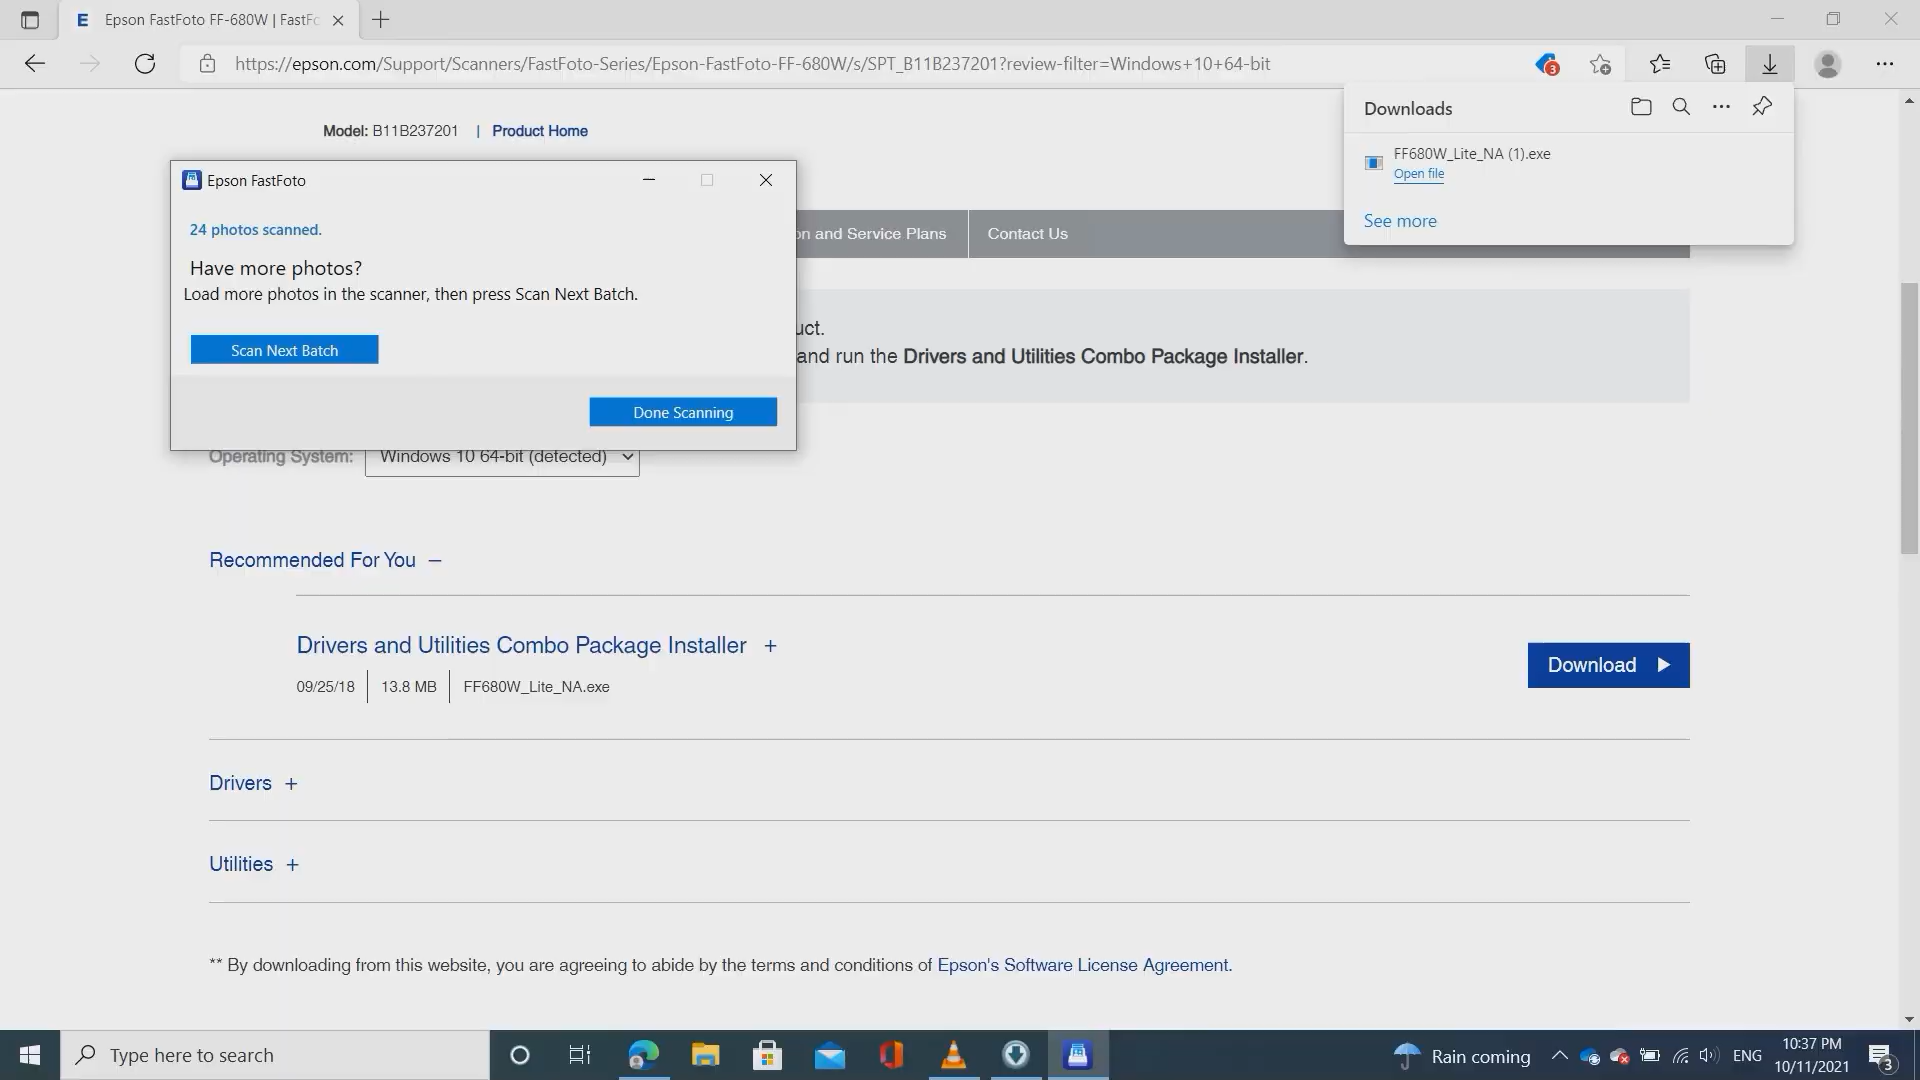 Epson FastFoto FF-680W | FastFo
https://epson.com/Support/Scanners/FastFoto-Series/Epson-FastFoto-FF-680W/s/SPT_B11B237201?review-filter=Windows+10+64-bit
3
Downloads
FF680W_Lite_NA (1).exe
Open file
See more
Model: B11B237201 | Product Home
Epson FastFoto
24 photos scanned.
Have more photos?
Load more photos in the scanner, then press Scan Next Batch.
Scan Next Batch
Done Scanning
on and Service Plans
Contact Us
uct.
and run the Drivers and Utilities Combo Package Installer.
Operating System: Windows 10 64-bit (detected)
Recommended For You −
Drivers and Utilities Combo Package Installer +
09/25/18 | 13.8 MB | FF680W_Lite_NA.exe
Download
Drivers +
Utilities +
** By downloading from this website, you are agreeing to abide by the terms and conditions of Epson's Software License Agreement.
Type here to search
Rain coming
ENG
10:37 PM
10/11/2021
3